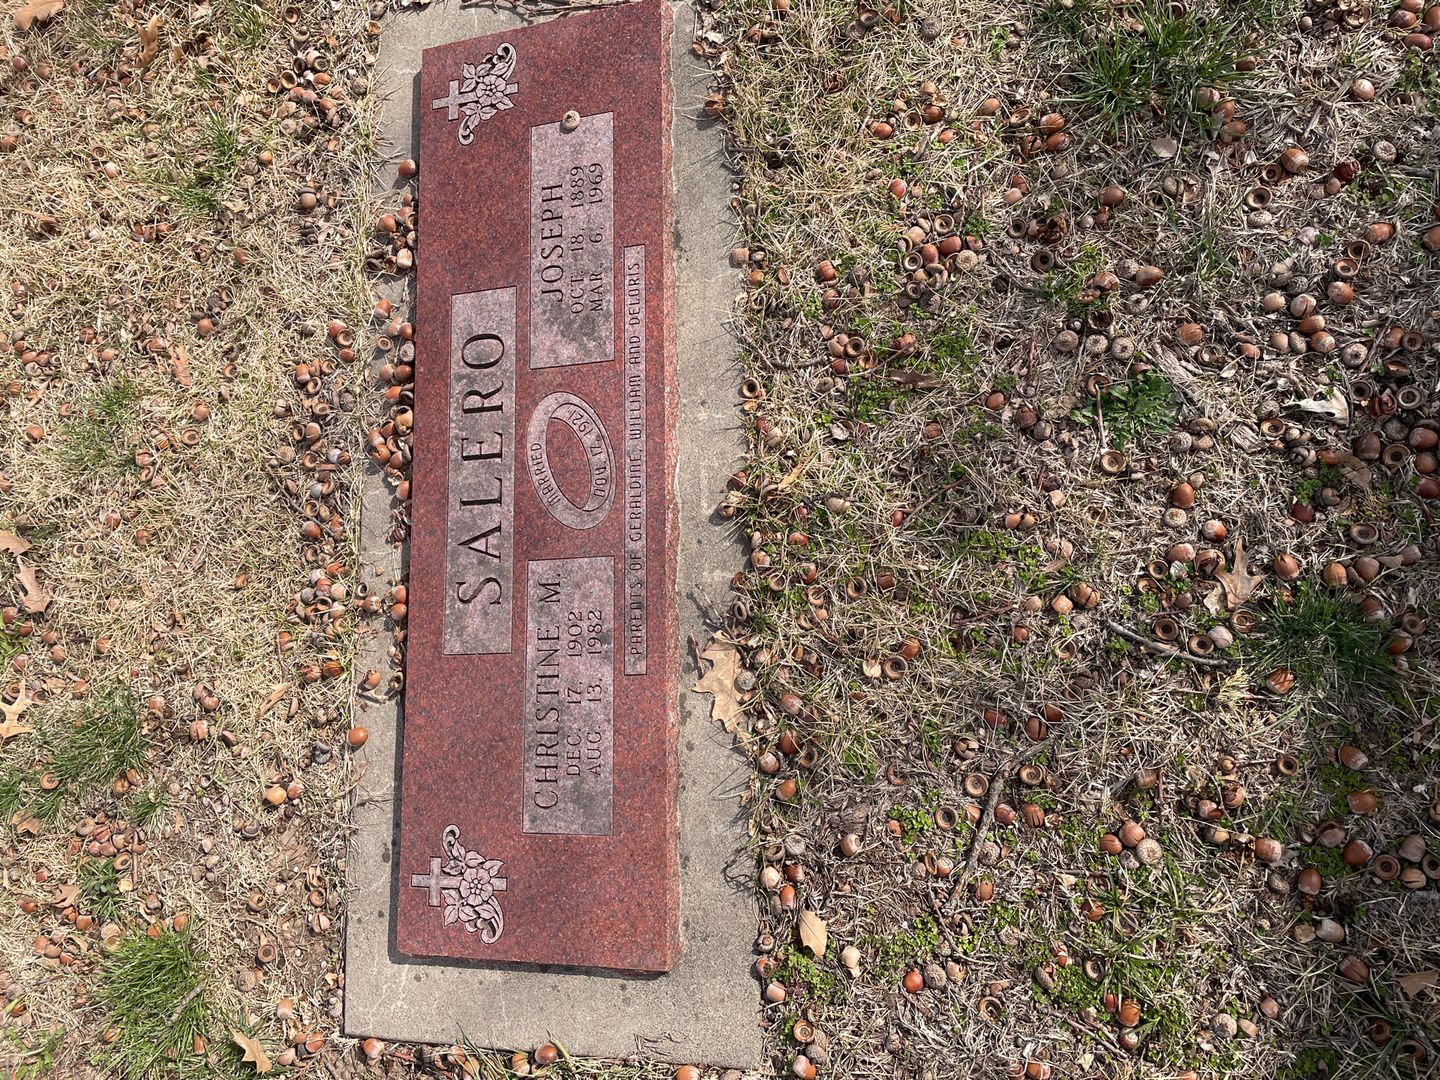 SALERO
CHRISTINE M.
DEC. 17, 1902
AUG. 13, 1982
MARRIED
NOV. 17, 1921
JOSEPH
OCT. 18, 1889
MAR. 6, 1969
PARENTS OF GERALDINE, WILLIAM AND DELORIS